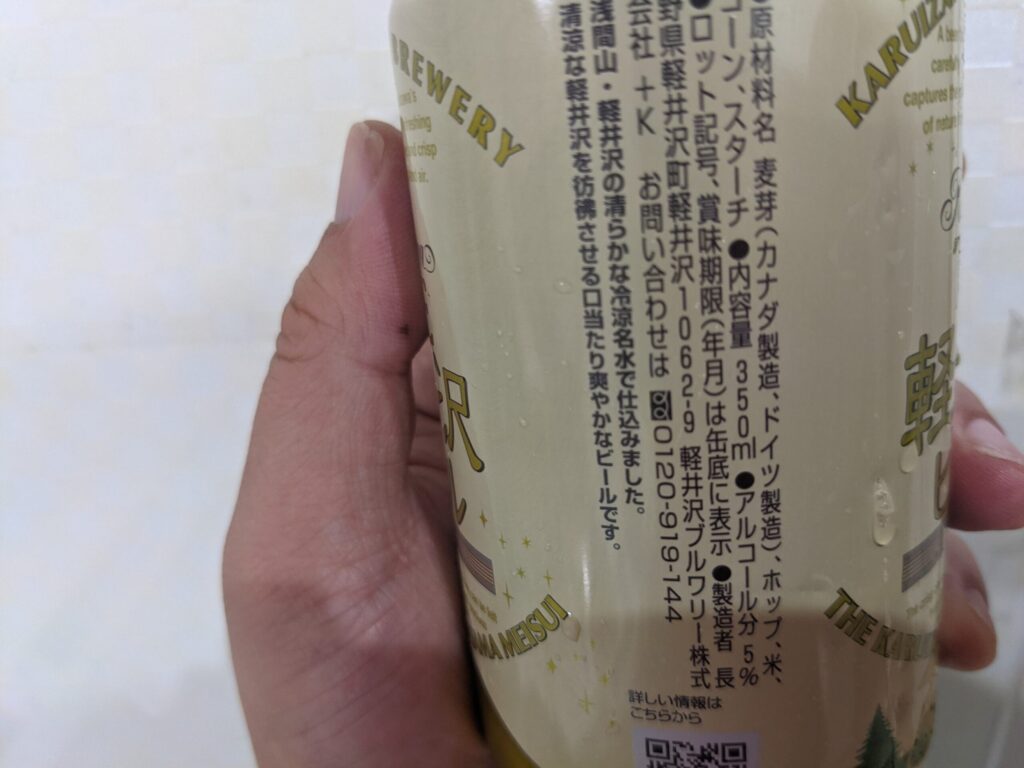 BREWERY
●原材料名 麦芽(カナダ製造、ドイツ製造)、ホップ、米、
コーン、スターチ ●内容量 350ml ●アルコール分 5%
●ロット記号、賞味期限(年月)は缶底に表示 ●製造者 長
野県軽井沢町軽井沢1062-9 軽井沢ブルワリー株式
会社 +K お問い合わせは 0120-919-144
浅間山・軽井沢の清らかな冷涼名水で仕込みました。
清涼な軽井沢を彷彿させる口当たり爽やかなビールです。
詳しい情報は
こちらから
沢
ル
MEISUI
captures
of
軽
THE